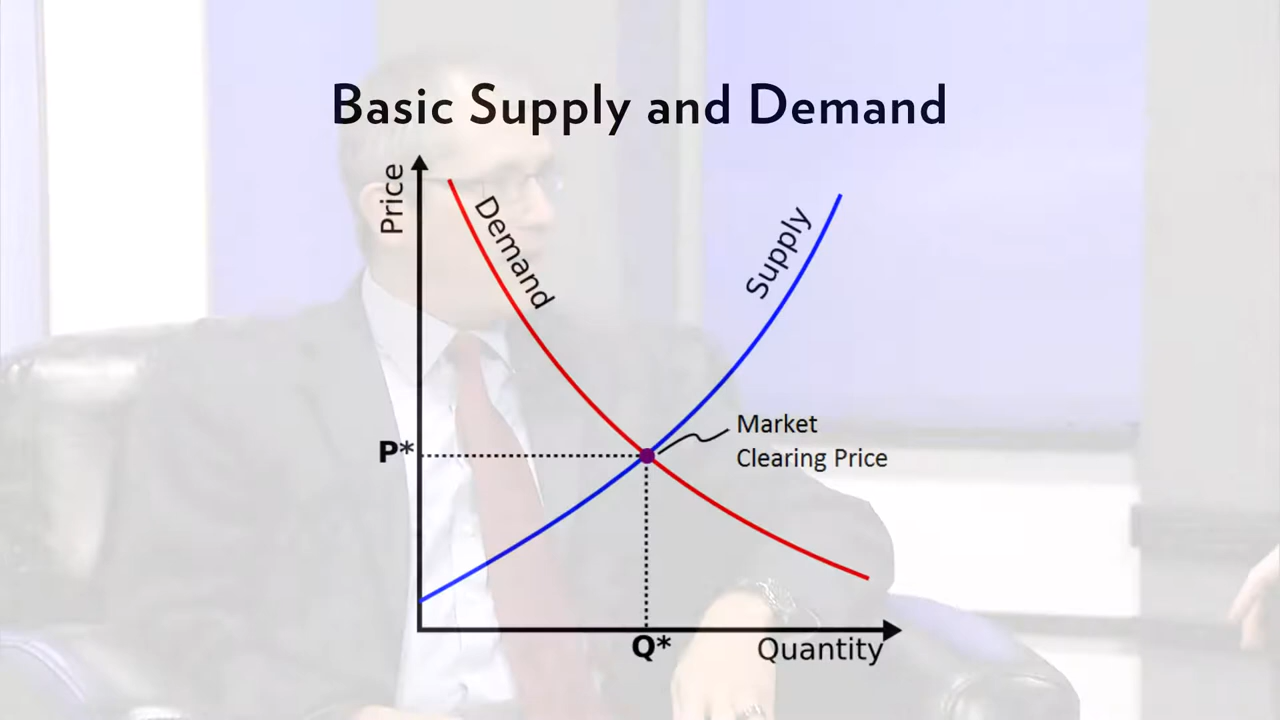 Basic Supply and Demand
Price
Demand
Supply
Market
Clearing Price
P*
Q*
Quantity